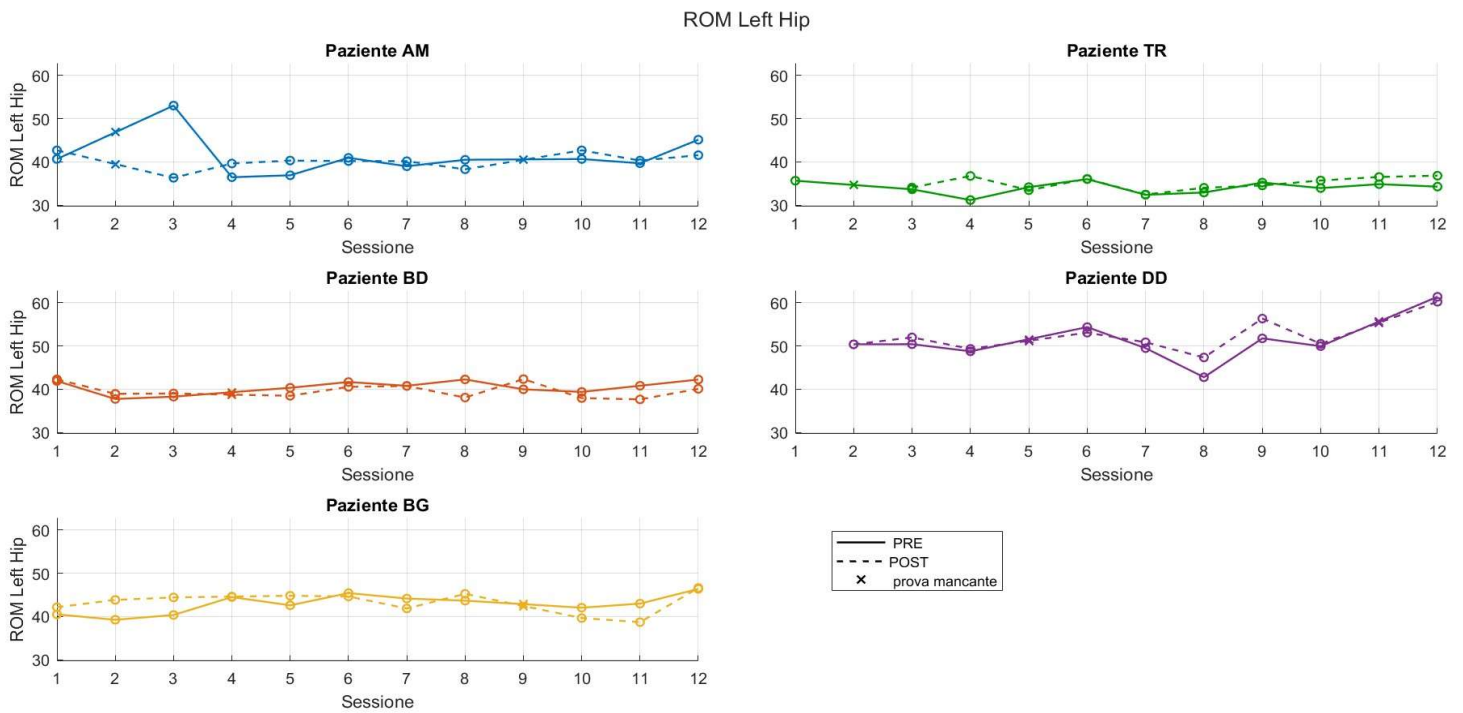 ROM Left Hip
Paziente AM
ROM Left Hip
60
50
40
30
1 2 3 4 5 6 7 8 9 10 11 12
Sessione
Paziente TR
60
50
40
30
1 2 3 4 5 6 7 8 9 10 11 12
Sessione
Paziente BD
ROM Left Hip
60
50
40
30
1 2 3 4 5 6 7 8 9 10 11 12
Sessione
Paziente DD
60
50
40
30
1 2 3 4 5 6 7 8 9 10 11 12
Sessione
Paziente BG
ROM Left Hip
60
50
40
30
1 2 3 4 5 6 7 8 9 10 11 12
Sessione
PRE
POST
prova mancante